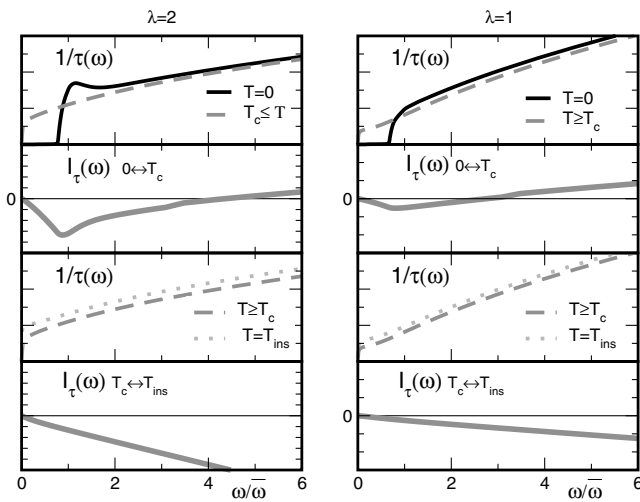 λ=2 λ=1
1/τ(ω) 1/τ(ω)
T=0 T=0
T_c≤ T T≥T_c
I_τ(ω) 0↔T_c I_τ(ω) 0↔T_c
0 0
1/τ(ω) 1/τ(ω)
T≥T_c T≥T_c
T=T_ins T=T_ins
I_τ(ω) T_c↔T_ins I_τ(ω) T_c↔T_ins
0 0
0 2 4 6 0 2 4 6
ω/ω̅ ω/ω̅